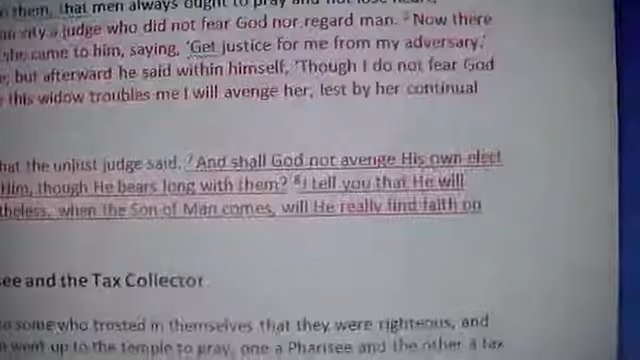 them, that men always ought to pray and not lose heart,
a judge who did not fear God nor regard man. 3 Now there
she came to him, saying, ‘Get justice for me from my adversary.’
but afterward he said within himself, ‘Though I do not fear God
this widow troubles me I will avenge her, lest by her continual
hat the unjust judge said. 7 And shall God not avenge His own elect
Him, though He bears long with them? 8 I tell you that He will
theless, when the Son of Man comes, will He really find faith on
ee and the Tax Collector
o some who trusted in themselves that they were righteous, and
went up to the temple to pray, one a Pharisee and the other a tax